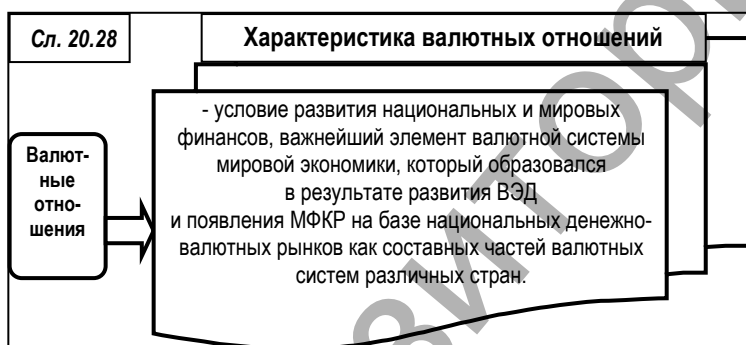 Сл. 20.28
Характеристика валютных отношений
Валют-
ные
отно-
шения
- условие развития национальных и мировых
финансов, важнейший элемент валютной системы
мировой экономики, который образовался
в результате развития ВЭД
и появления МФКР на базе национальных денежно-
валютных рынков как составных частей валютных
систем различных стран.